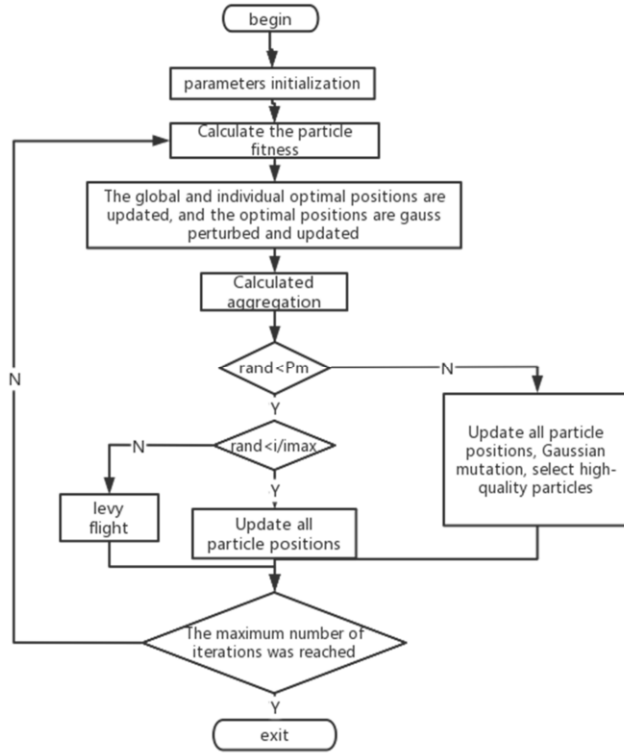 begin
parameters initialization
Calculate the particle
fitness
The global and individual optimal positions are
updated, and the optimal positions are gauss
perturbed and updated
Calculated
aggregation
rand<Pm
N
Y
N
rand<i/imax
N
Y
Update all particle
positions, Gaussian
mutation, select high-
quality particles
levy
flight
Update all
particle positions
The maximum number of
iterations was reached
Y
exit